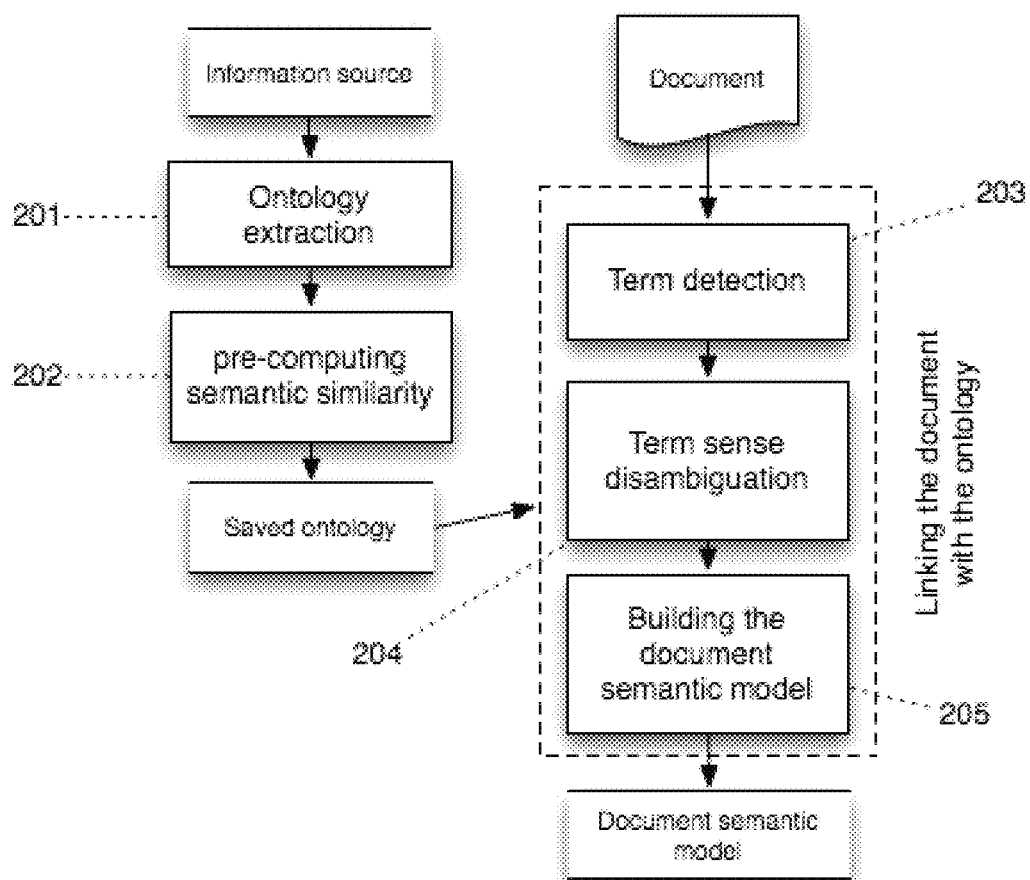 Information source
Document
201
Ontology
extraction
203
Term detection
202
pre-computing
semantic similarity
Term sense
disambiguation
Saved ontology
Linking the document
with the ontology
204
Building the
document
semantic model
205
Document semantic
model